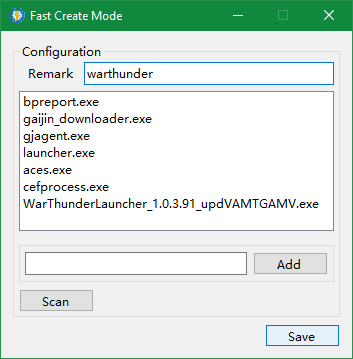 Fast Create Mode
Configuration
Remark warthunder
bpreport.exe
gaijin_downloader.exe
gjagent.exe
launcher.exe
aces.exe
cefprocess.exe
WarThunderLauncher_1.0.3.91_updVAMTGAMV.exe
Add
Scan
Save